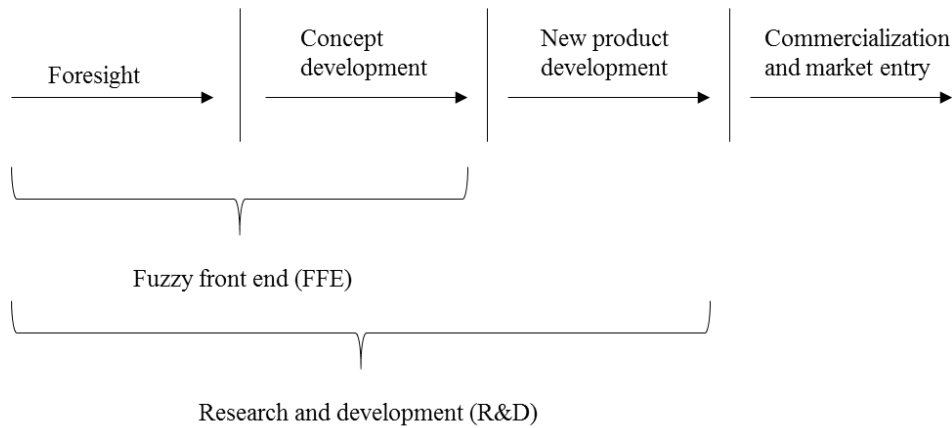 Foresight
Concept
development
New product
development
Commercialization
and market entry
Fuzzy front end (FFE)
Research and development (R&D)